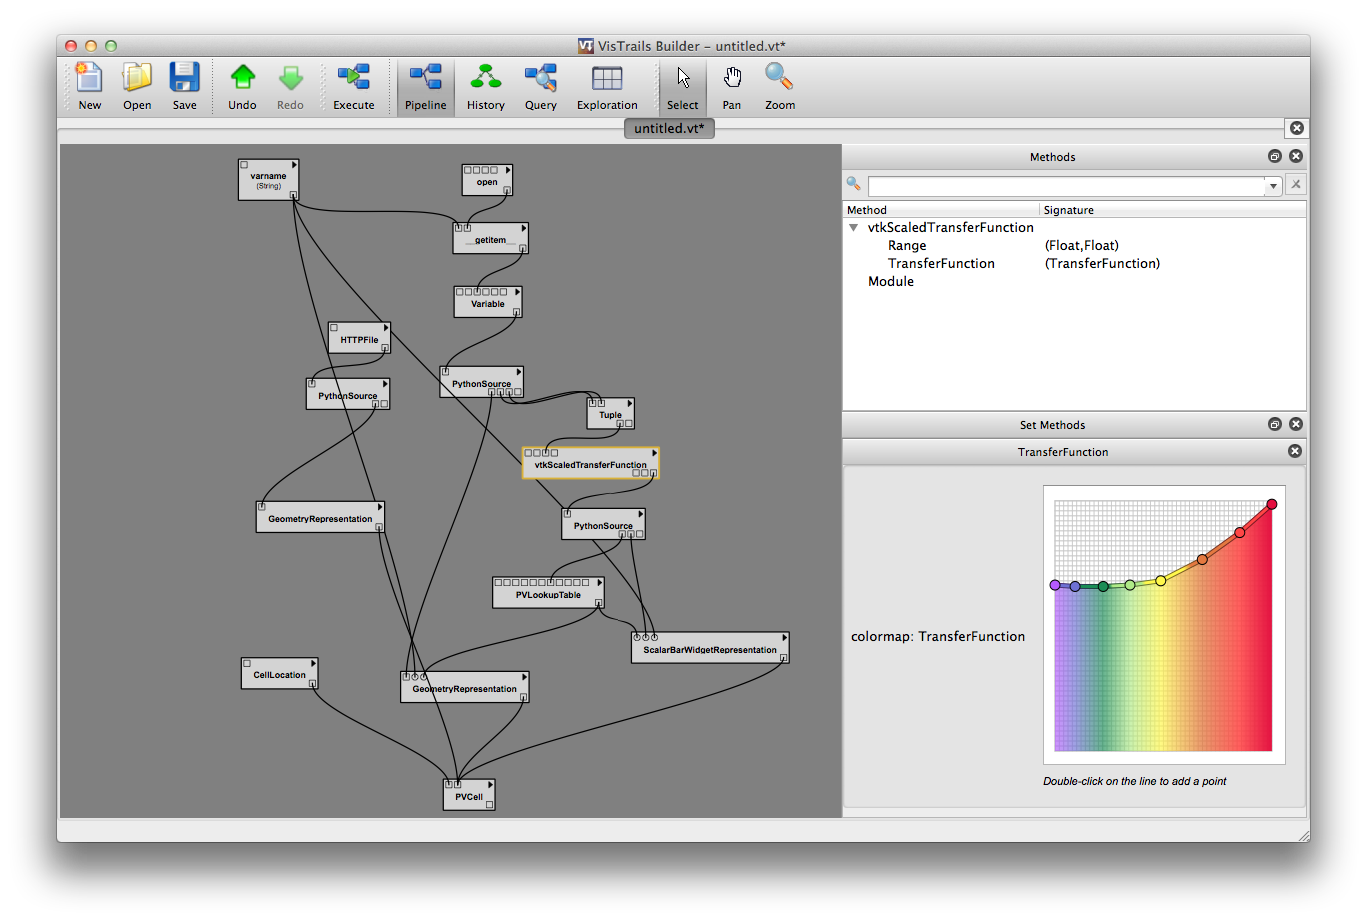 VisTrails Builder – untitled.vt*
New Open Save Undo Redo Execute Pipeline History Query Exploration Select Pan Zoom
untitled.vt*
varname
(String)
open
__getitem__
Variable
HTTPFile
PythonSource
PythonSource
Tuple
vtkScaledTransferFunction
GeometryRepresentation
PythonSource
PVLookupTable
ScalarBarWidgetRepresentation
CellLocation
GeometryRepresentation
PVCell
Methods
Method Signature
vtkScaledTransferFunction
Range (Float,Float)
TransferFunction (TransferFunction)
Module
Set Methods
TransferFunction
colormap: TransferFunction
Double-click on the line to add a point